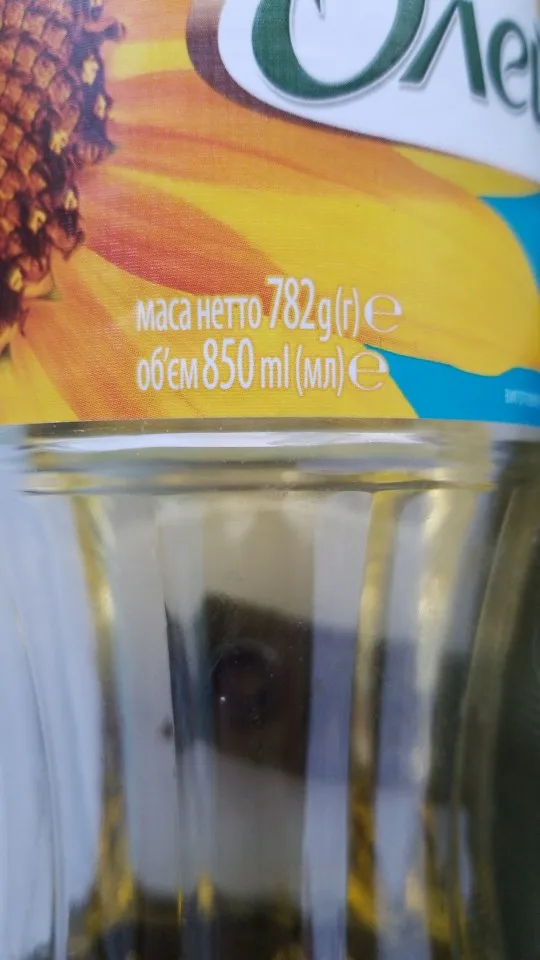 маса нетто 782g(г)℮
об'єм 850 ml (мл)℮